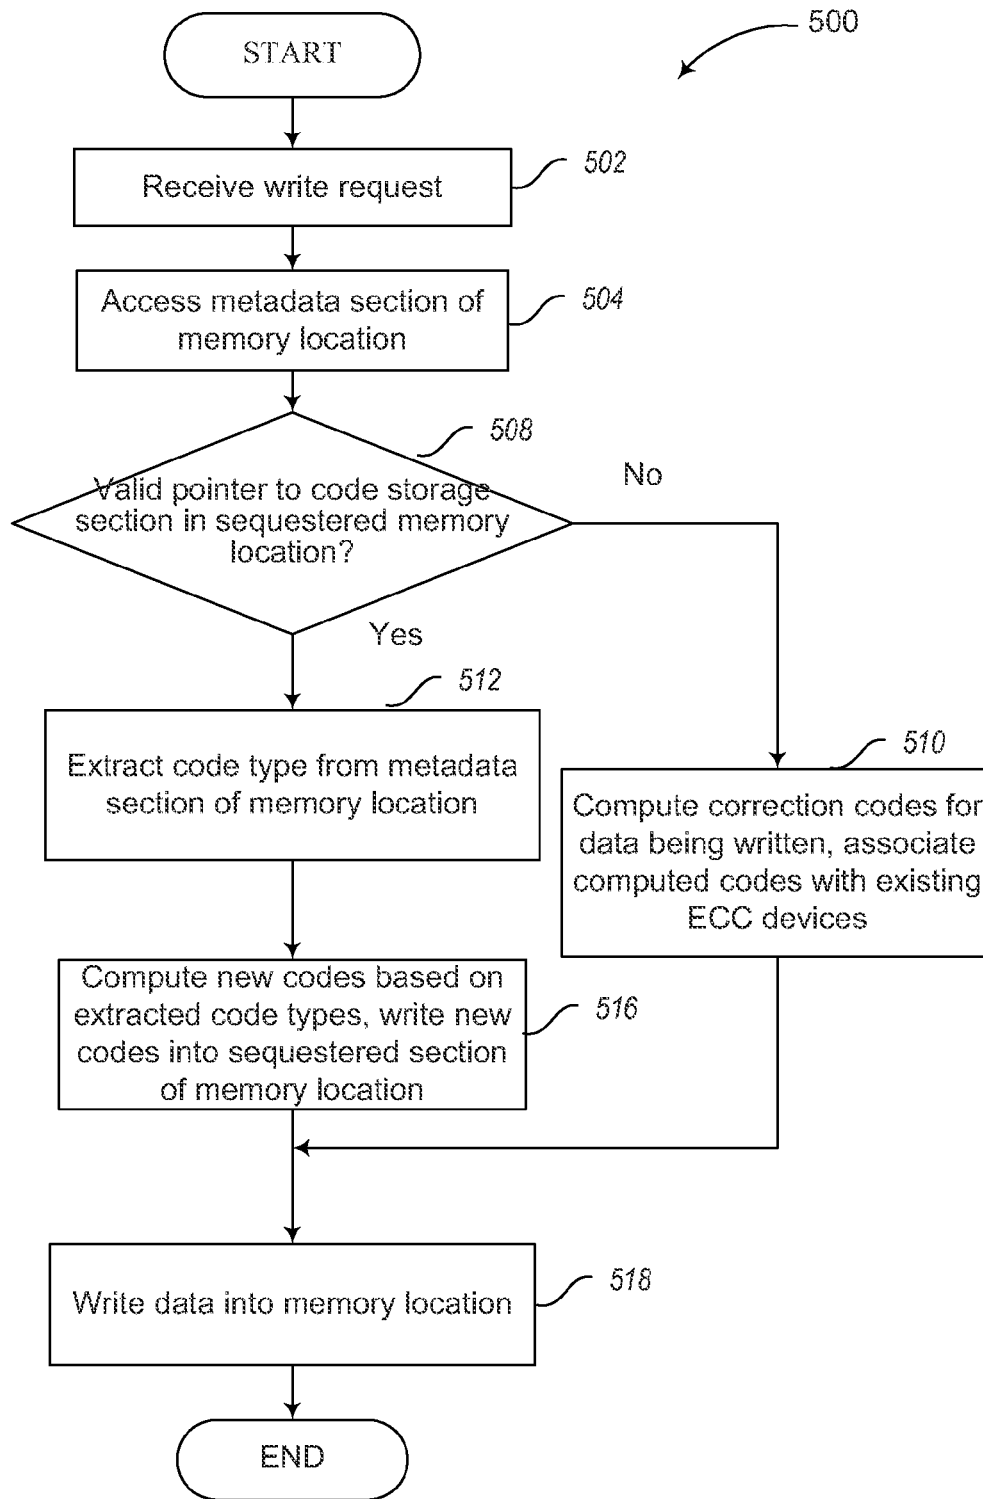 START
500
Receive write request
502
Access metadata section of
memory location
504
508
Valid pointer to code storage
section in sequestered memory
location?
No
Yes
512
Extract code type from metadata
section of memory location
510
Compute correction codes for
data being written, associate
computed codes with existing
ECC devices
Compute new codes based on
extracted code types, write new
codes into sequestered section
of memory location
516
Write data into memory location
518
END